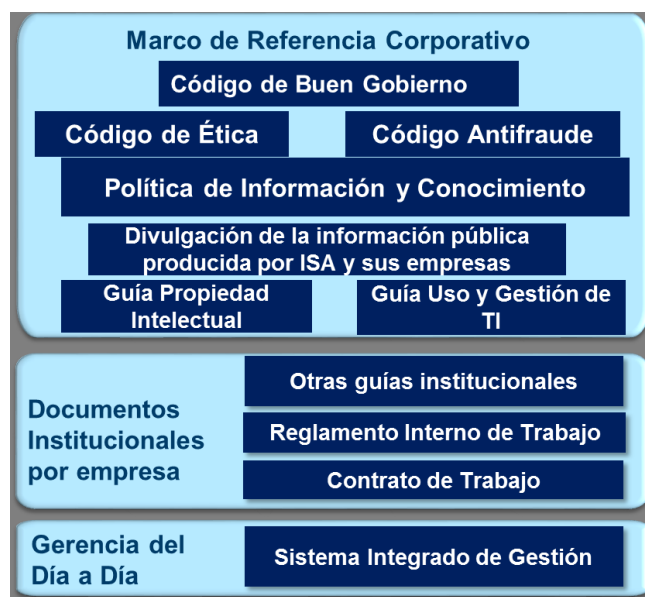 Marco de Referencia Corporativo
Código de Buen Gobierno
Código de Ética
Código Antifraude
Política de Información y Conocimiento
Divulgación de la información pública
producida por ISA y sus empresas
Guía Propiedad
Intelectual
Guía Uso y Gestión de
TI
Documentos
Institucionales
por empresa
Otras guías institucionales
Reglamento Interno de Trabajo
Contrato de Trabajo
Gerencia del
Día a Día
Sistema Integrado de Gestión